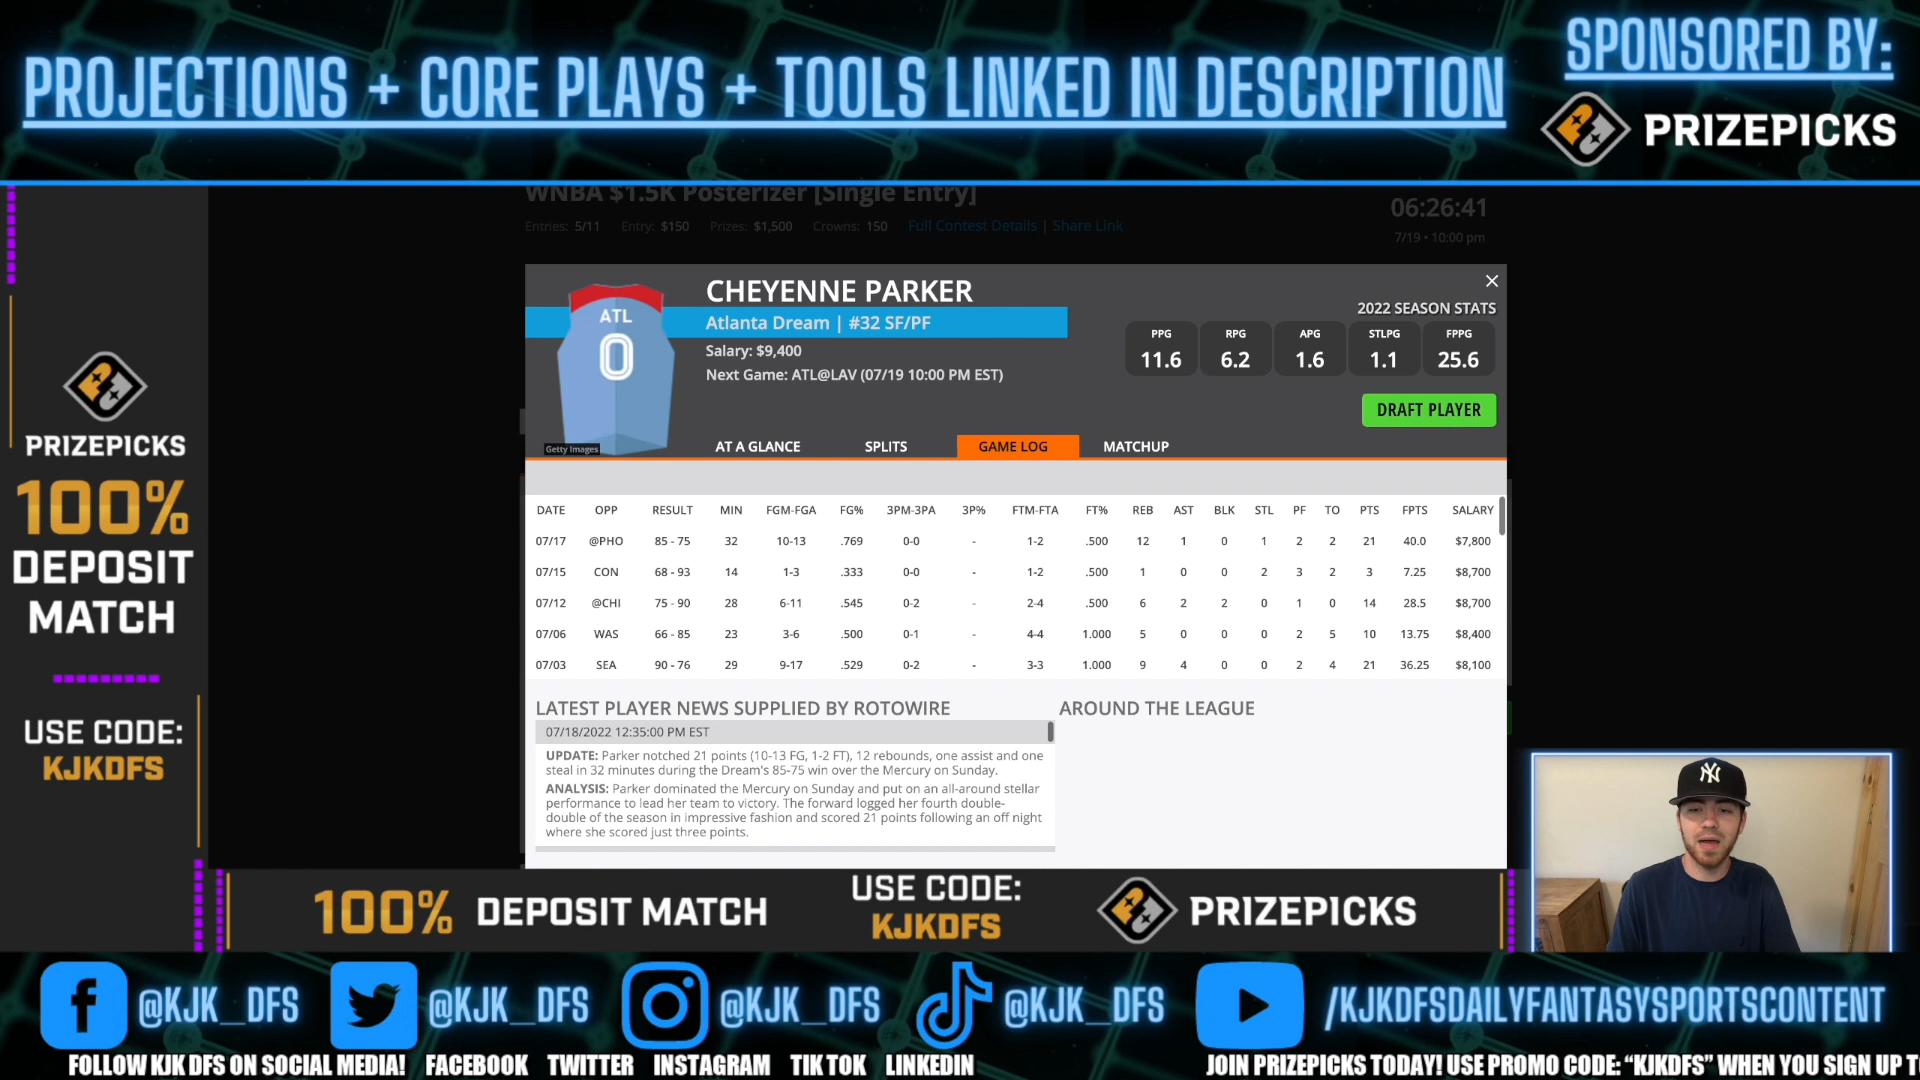 PROJECTIONS + CORE PLAYS + TOOLS LINKED IN DESCRIPTION
SPONSORED BY:
PRIZEPICKS
WNBA $1.5K Posterizer [Single Entry]
Entries: 5/11 Entry: $150 Prizes: $1,500 Crowns: 150 Full Contest Details | Share Link
06:26:41
7/19 • 10:00 pm
PRIZEPICKS
100%
DEPOSIT
MATCH
USE CODE:
KJKDFS
ATL
0
Getty Images
CHEYENNE PARKER
Atlanta Dream | #32 SF/PF
Salary: $9,400
Next Game: ATL@LAV (07/19 10:00 PM EST)
2022 SEASON STATS
PPG RPG APG STLPG FPPG
11.6 6.2 1.6 1.1 25.6
DRAFT PLAYER
AT A GLANCE SPLITS GAME LOG MATCHUP
DATE OPP RESULT MIN FGM-FGA FG% 3PM-3PA 3P% FTM-FTA FT% REB AST BLK STL PF TO PTS FPTS SALARY
07/17 @PHO 85 - 75 32 10-13 .769 0-0 - 1-2 .500 12 1 0 1 2 2 21 40.0 $7,800
07/15 CON 68 - 93 14 1-3 .333 0-0 - 1-2 .500 1 0 0 2 3 2 3 7.25 $8,700
07/12 @CHI 75 - 90 28 6-11 .545 0-2 - 2-4 .500 6 2 2 0 1 0 14 28.5 $8,700
07/06 WAS 66 - 85 23 3-6 .500 0-1 - 4-4 1.000 5 0 0 0 2 5 10 13.75 $8,400
07/03 SEA 90 - 76 29 9-17 .529 0-2 - 3-3 1.000 9 4 0 0 2 4 21 36.25 $8,100
LATEST PLAYER NEWS SUPPLIED BY ROTOWIRE
AROUND THE LEAGUE
07/18/2022 12:35:00 PM EST
UPDATE: Parker notched 21 points (10-13 FG, 1-2 FT), 12 rebounds, one assist and one
steal in 32 minutes during the Dream's 85-75 win over the Mercury on Sunday.
ANALYSIS: Parker dominated the Mercury on Sunday and put on an all-around stellar
performance to lead her team to victory. The forward logged her fourth double-
double of the season in impressive fashion and scored 21 points following an off night
where she scored just three points.
100% DEPOSIT MATCH
USE CODE:
KJKDFS
PRIZEPICKS
@KJK_DFS @KJK_DFS @KJK_DFS @KJK_DFS /KJKDFSDAILYFANTASYSPORTSCONTENT
FOLLOW KJK DFS ON SOCIAL MEDIA! FACEBOOK TWITTER INSTAGRAM TIK TOK LINKEDIN
JOIN PRIZEPICKS TODAY! USE PROMO CODE: “KJKDFS” WHEN YOU SIGN UP